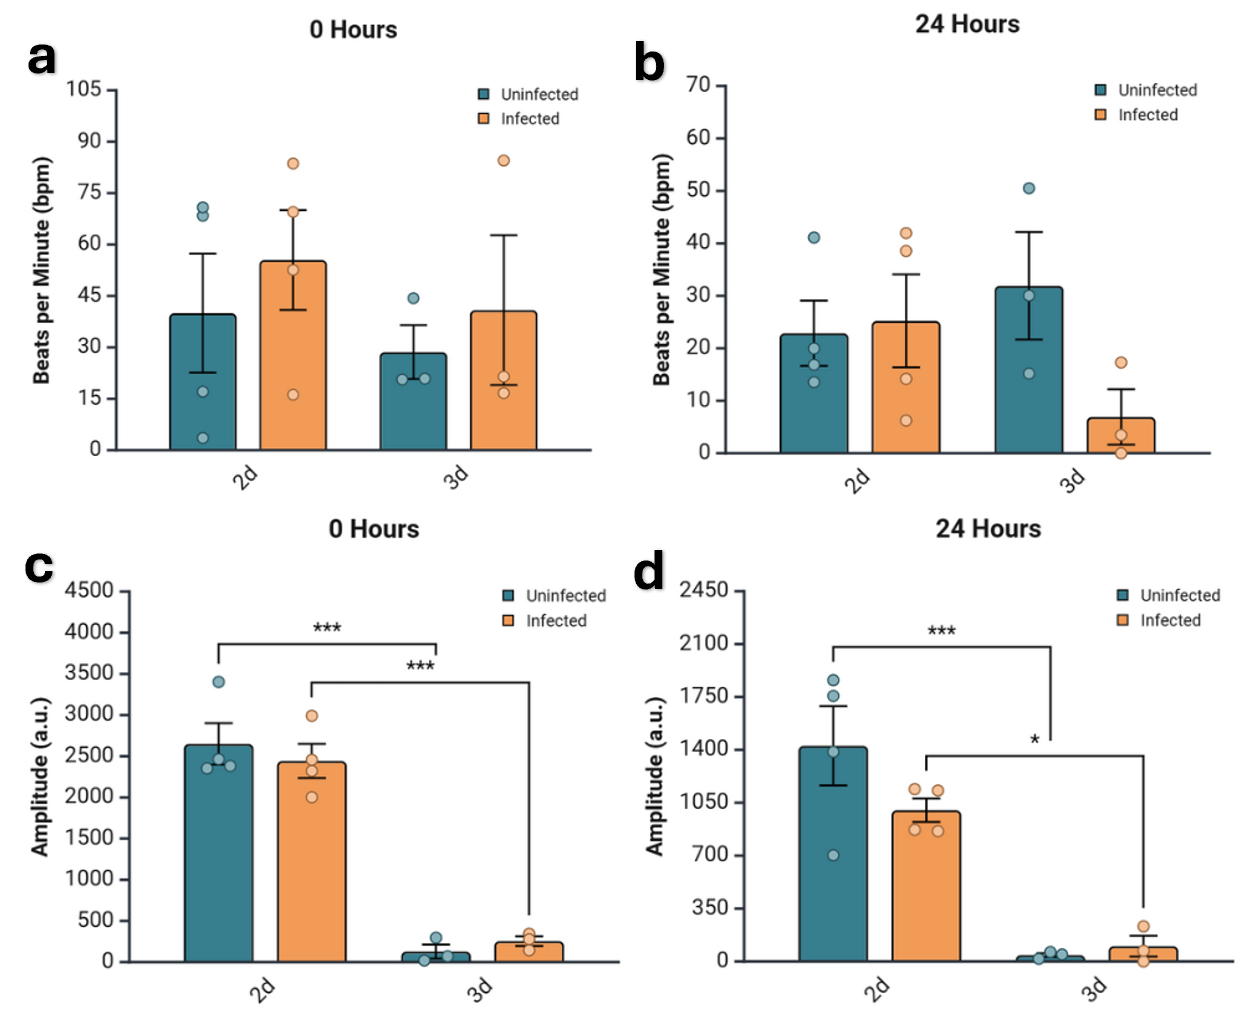 0 Hours
a
Uninfected
Infected
Beats per Minute (bpm)
105
90
75
60
45
30
15
0
2d
3d
24 Hours
b
Uninfected
Infected
Beats per Minute (bpm)
70
60
50
40
30
20
10
0
2d
3d
0 Hours
c
Uninfected
Infected
Amplitude (a.u.)
4500
4000
3500
3000
2500
2000
1500
1000
500
0
***
***
2d
3d
24 Hours
d
Uninfected
Infected
Amplitude (a.u.)
2450
2100
1750
1400
1050
700
350
0
***
*
2d
3d